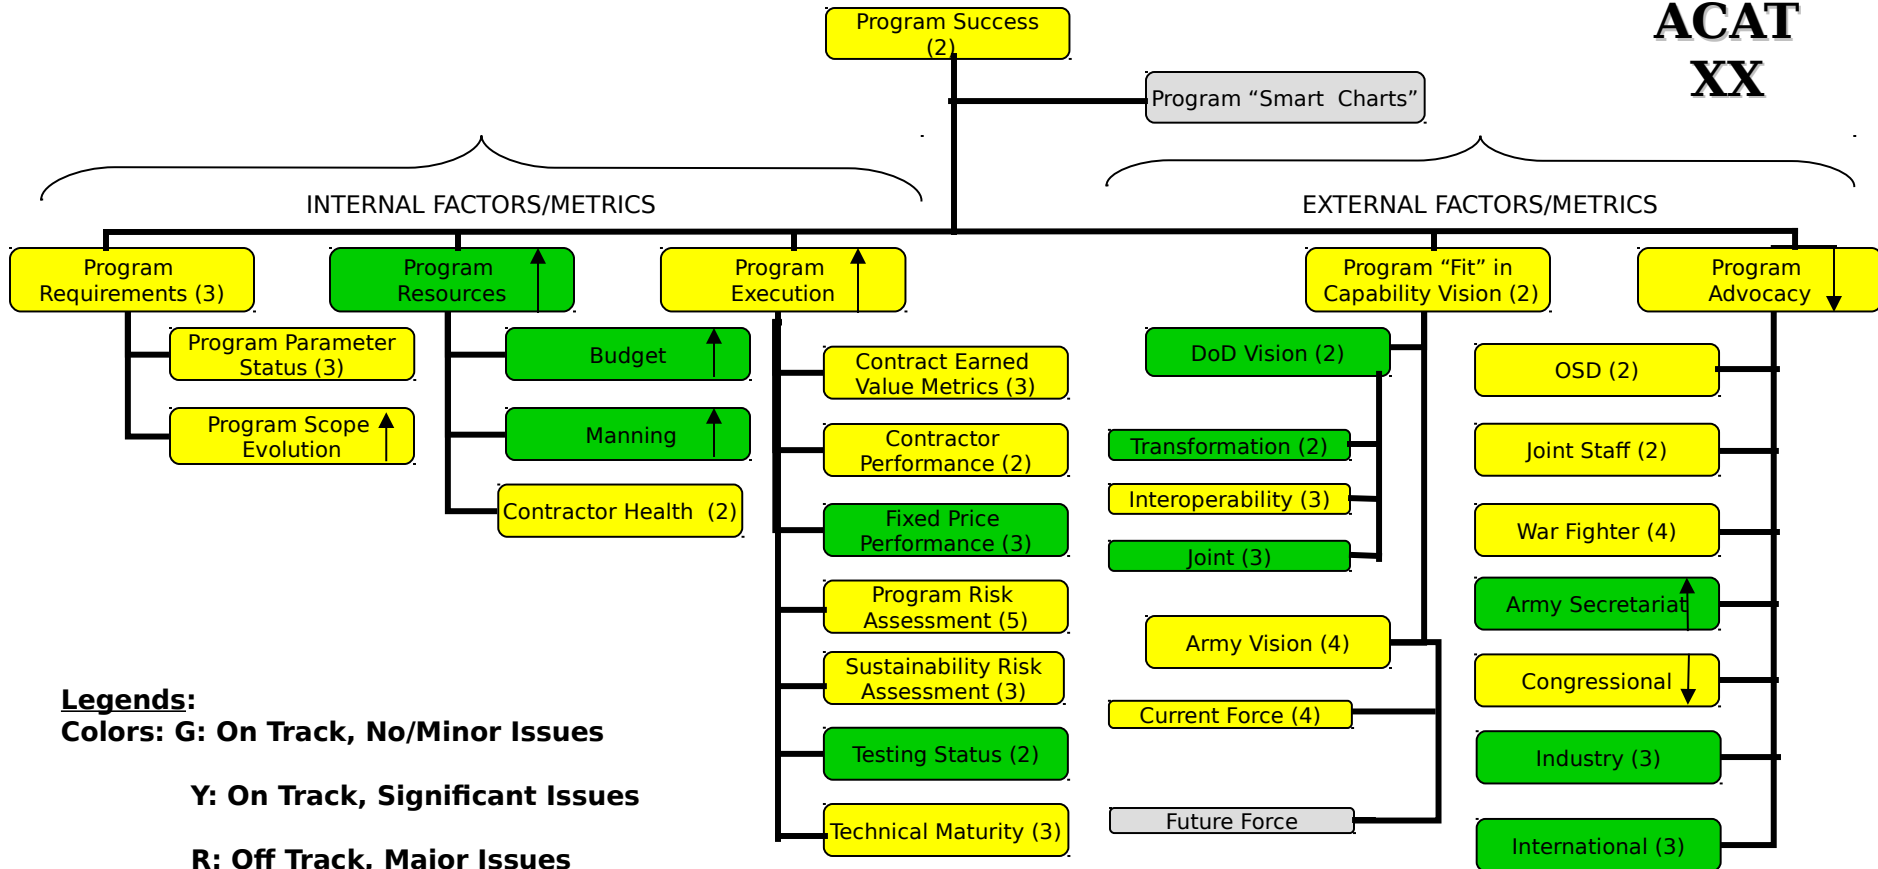 Program Success
(2)
ACAT
XX
Program “Smart Charts”
INTERNAL FACTORS/METRICS
EXTERNAL FACTORS/METRICS
Program
Requirements (3)
Program Parameter
Status (3)
Program Scope
Evolution
Program
Resources
Budget
Manning
Contractor Health (2)
Program
Execution
Contract Earned
Value Metrics (3)
Contractor
Performance (2)
Fixed Price
Performance (3)
Program Risk
Assessment (5)
Sustainability Risk
Assessment (3)
Testing Status (2)
Technical Maturity (3)
Program “Fit” in
Capability Vision (2)
DoD Vision (2)
Transformation (2)
Interoperability (3)
Joint (3)
Army Vision (4)
Current Force (4)
Future Force
Program
Advocacy
OSD (2)
Joint Staff (2)
War Fighter (4)
Army Secretariat
Congressional
Industry (3)
International (3)
Legends:
Colors: G: On Track, No/Minor Issues
Y: On Track, Significant Issues
R: Off Track, Major Issues